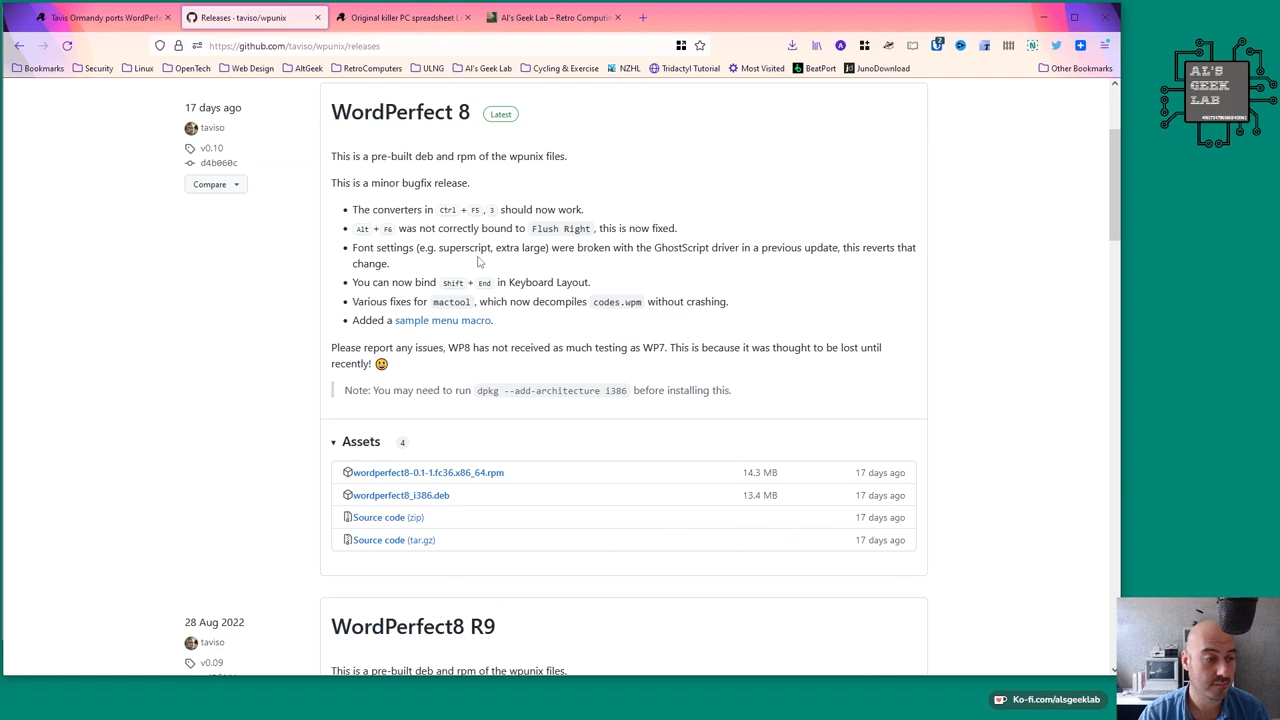 Tavis Ormandy ports WordPerfe
Releases · taviso/wpunix
Original killer PC spreadsheet L
Al's Geek Lab – Retro Computin
https://github.com/taviso/wpunix/releases
Bookmarks Security Linux OpenTech Web Design AltGeek RetroComputers ULNG Al's Geek Lab Cycling & Exercise NZHL Tridactyl Tutorial Most Visited BeatPort JunoDownload Other Bookmarks
AL'S
GEEK
LAB
17 days ago
taviso
v0.10
d4b060c
Compare
WordPerfect 8 Latest
This is a pre-built deb and rpm of the wpunix files.
This is a minor bugfix release.
• The converters in Ctrl + F5, 3 should now work.
• Alt + F6 was not correctly bound to Flush Right, this is now fixed.
• Font settings (e.g. superscript, extra large) were broken with the GhostScript driver in a previous update, this reverts that
change.
• You can now bind Shift + End in Keyboard Layout.
• Various fixes for mactool, which now decompiles codes.wpm without crashing.
• Added a sample menu macro.
Please report any issues, WP8 has not received as much testing as WP7. This is because it was thought to be lost until
recently! 🙂
Note: You may need to run dpkg --add-architecture i386 before installing this.
Assets 4
wordperfect8-0.1-1.fc36.x86_64.rpm 14.3 MB 17 days ago
wordperfect8_i386.deb 13.4 MB 17 days ago
Source code (zip) 17 days ago
Source code (tar.gz) 17 days ago
28 Aug 2022
taviso
v0.09
WordPerfect8 R9
This is a pre-built deb and rpm of the wpunix files.
Ko-fi.com/alsgeeklab